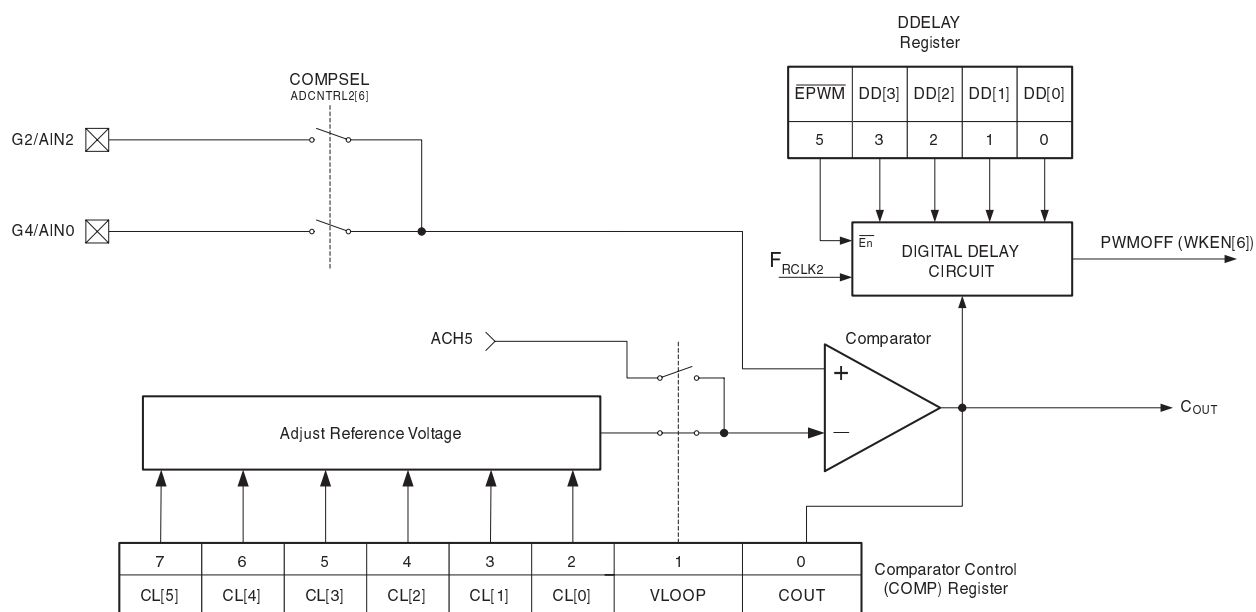 DDELAY
Register
COMPSEL
ADCNTRL2[6]
EPWM DD[3] DD[2] DD[1] DD[0]
5 3 2 1 0
G2/AIN2
G4/AIN0
En
DIGITAL DELAY
CIRCUIT
PWMOFF (WKEN[6])
FRCLK2
ACH5
Comparator
+
Adjust Reference Voltage
—
COUT
7 6 5 4 3 2 1 0
CL[5] CL[4] CL[3] CL[2] CL[1] CL[0] VLOOP COUT
Comparator Control
(COMP) Register